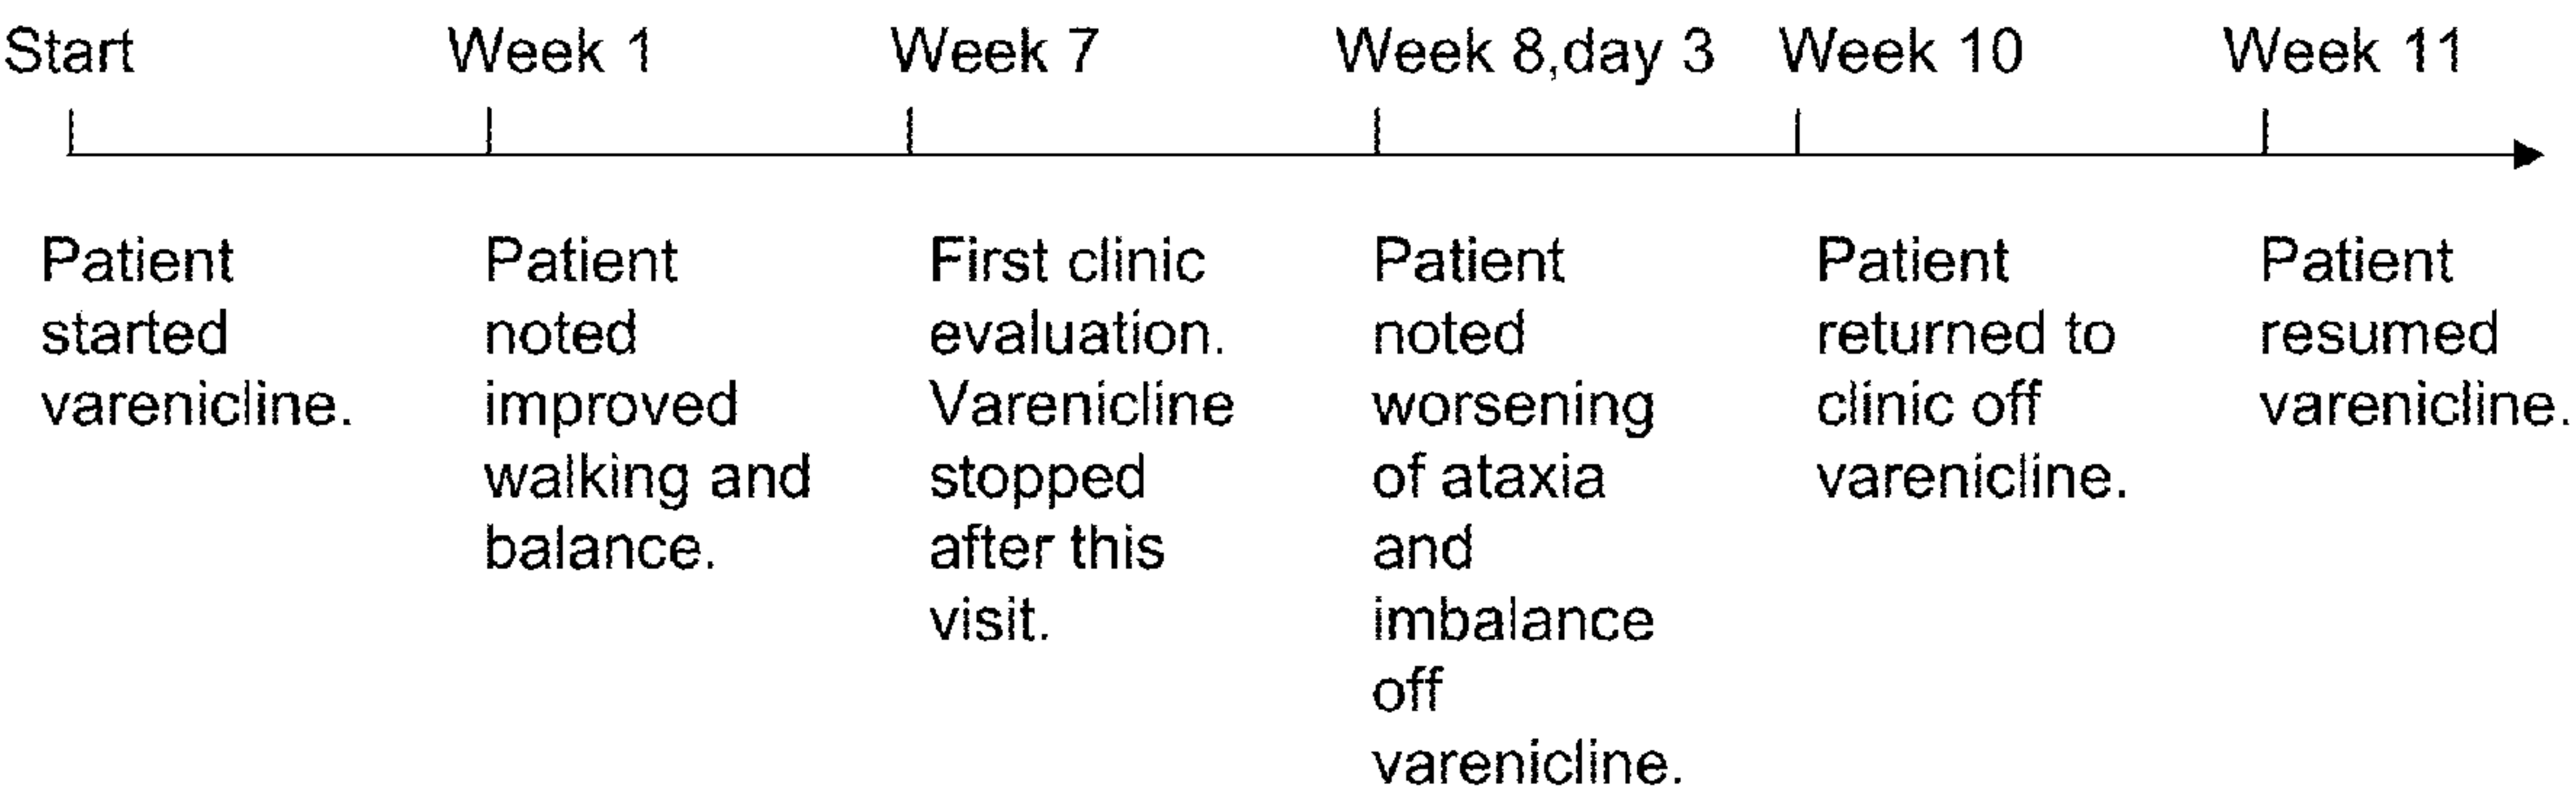 Start Week 1 Week 7 Week 8,day 3 Week 10 Week 11
Patient
started
varenicline.
Patient
noted
improved
walking and
balance.
First clinic
evaluation.
Varenicline
stopped
after this
visit.
Patient
noted
worsening
of ataxia
and
imbalance
off
varenicline.
Patient
returned to
clinic off
varenicline.
Patient
resumed
varenicline.